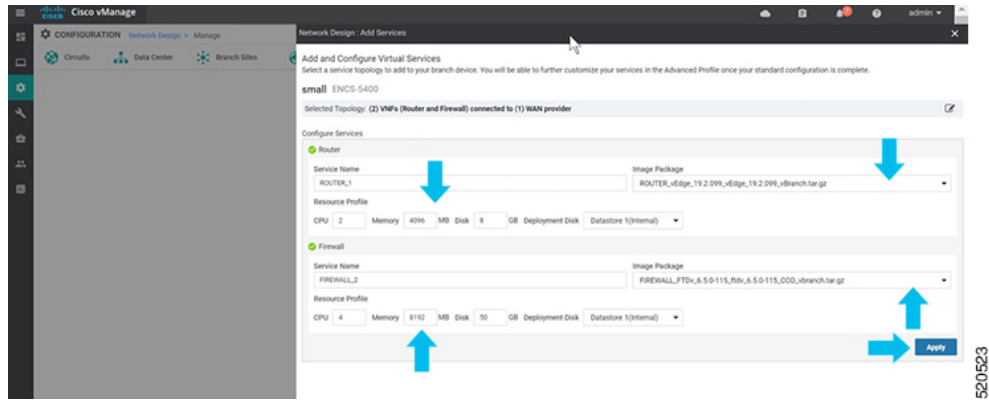 cisco Cisco vManage admin
CONFIGURATION Network Design > Manage
Network Design : Add Services
Circuits Data Center Branch Sites
Add and Configure Virtual Services
Select a service topology to add to your branch device. You will be able to further customize your services in the Advanced Profile once your standard configuration is complete.
small ENCS-5400
Selected Topology: (2) VNFs (Router and Firewall) connected to (1) WAN provider
Configure Services
Router
Service Name Image Package
ROUTER_1 ROUTER_vEdge_19.2.099_vEdge_19.2.099_vBranch.tar.gz
Resource Profile
CPU 2 Memory 4096 MB Disk 8 GB Deployment Disk Datastore 1(Internal)
Firewall
Service Name Image Package
FIREWALL_2 FIREWALL_FTDv_6.5.0-115_ftdv_6.5.0-115_CCO_vbranch.tar.gz
Resource Profile
CPU 4 Memory 8192 MB Disk 50 GB Deployment Disk Datastore 1(Internal)
Apply
520523